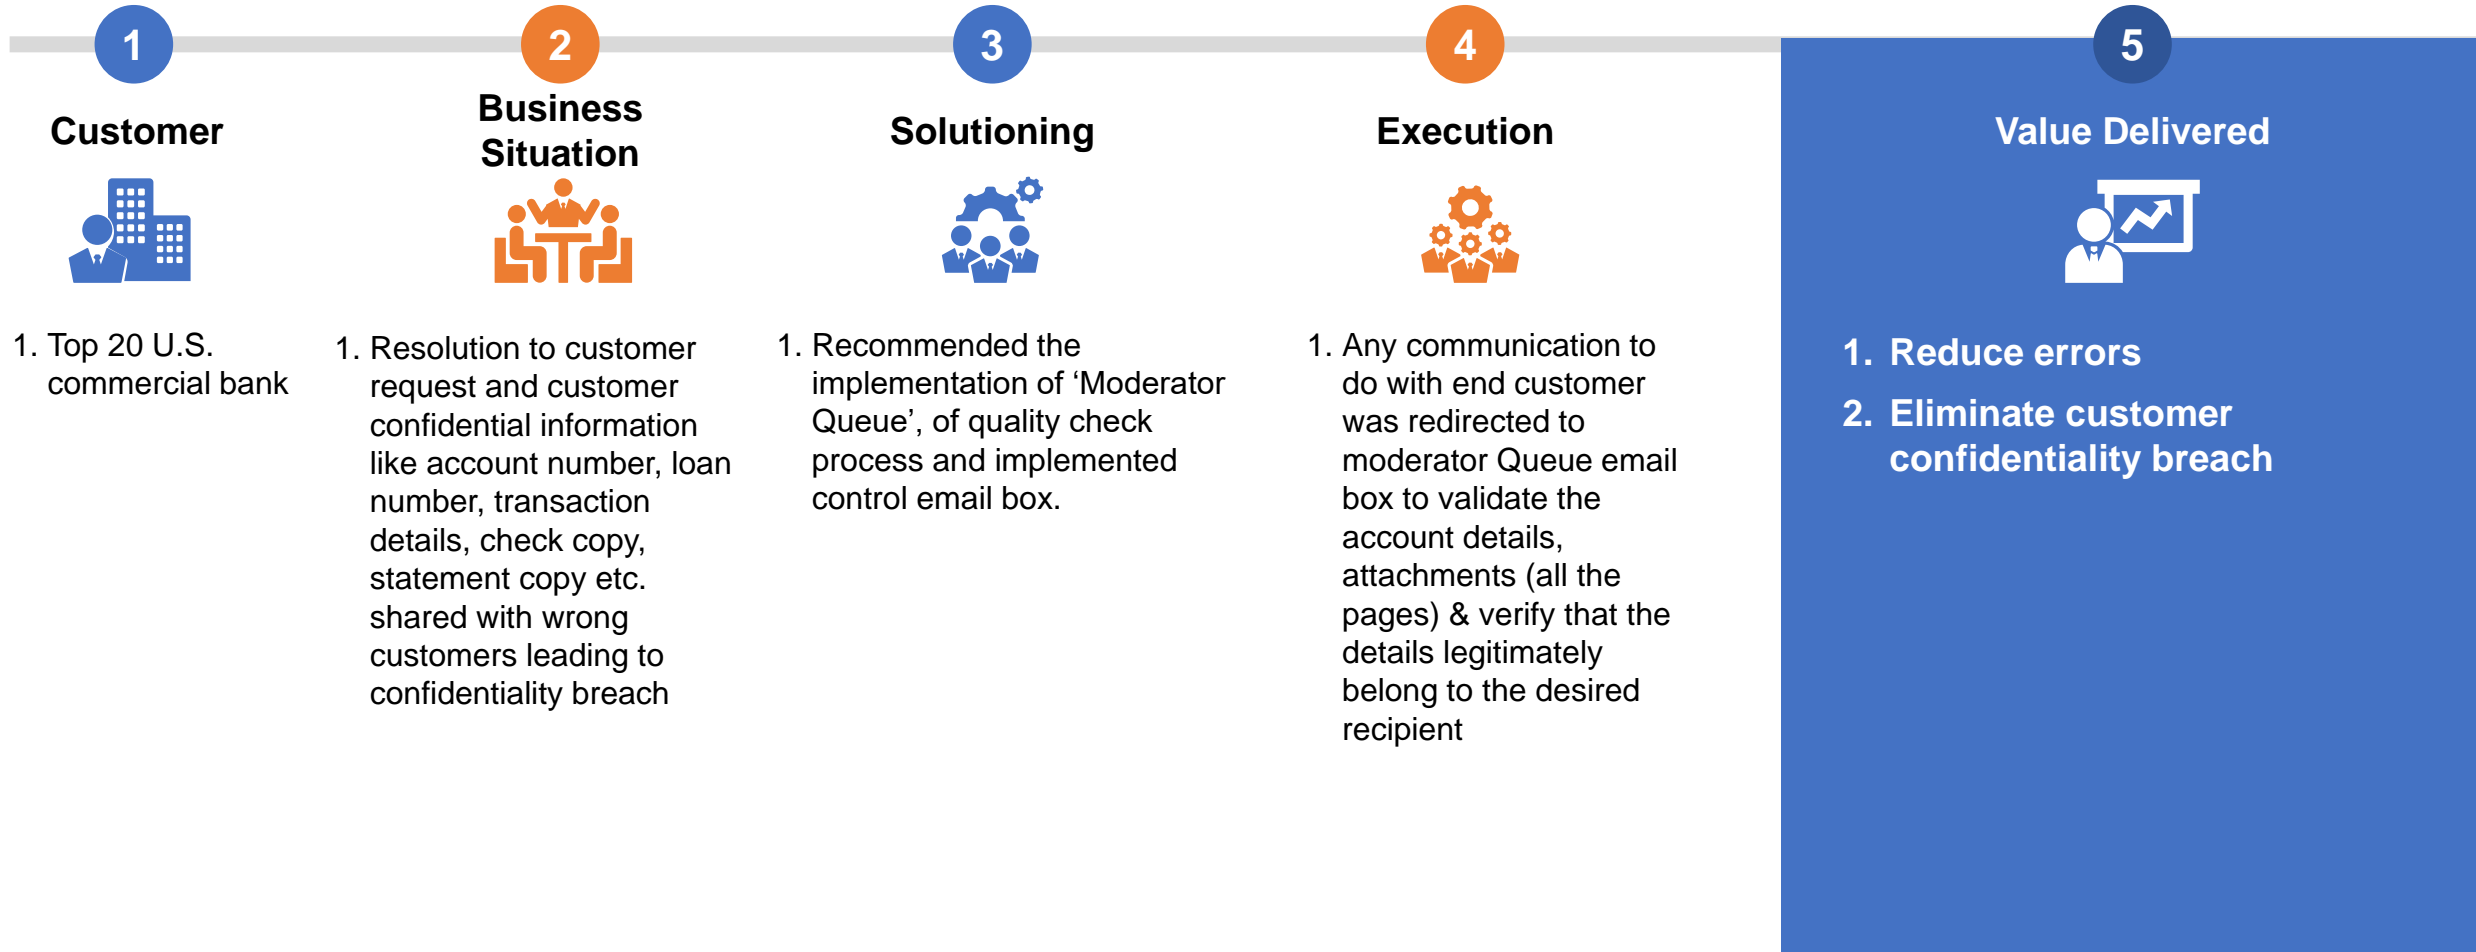 1
Customer
1. Top 20 U.S.
commercial bank
2
Business
Situation
1. Resolution to customer
request and customer
confidential information
like account number, loan
number, transaction
details, check copy,
statement copy etc.
shared with wrong
customers leading to
confidentiality breach
3
Solutioning
1. Recommended the
implementation of ‘Moderator
Queue’, of quality check
process and implemented
control email box.
4
Execution
1. Any communication to
do with end customer
was redirected to
moderator Queue email
box to validate the
account details,
attachments (all the
pages) & verify that the
details legitimately
belong to the desired
recipient
5
Value Delivered
1. Reduce errors
2. Eliminate customer
confidentiality breach